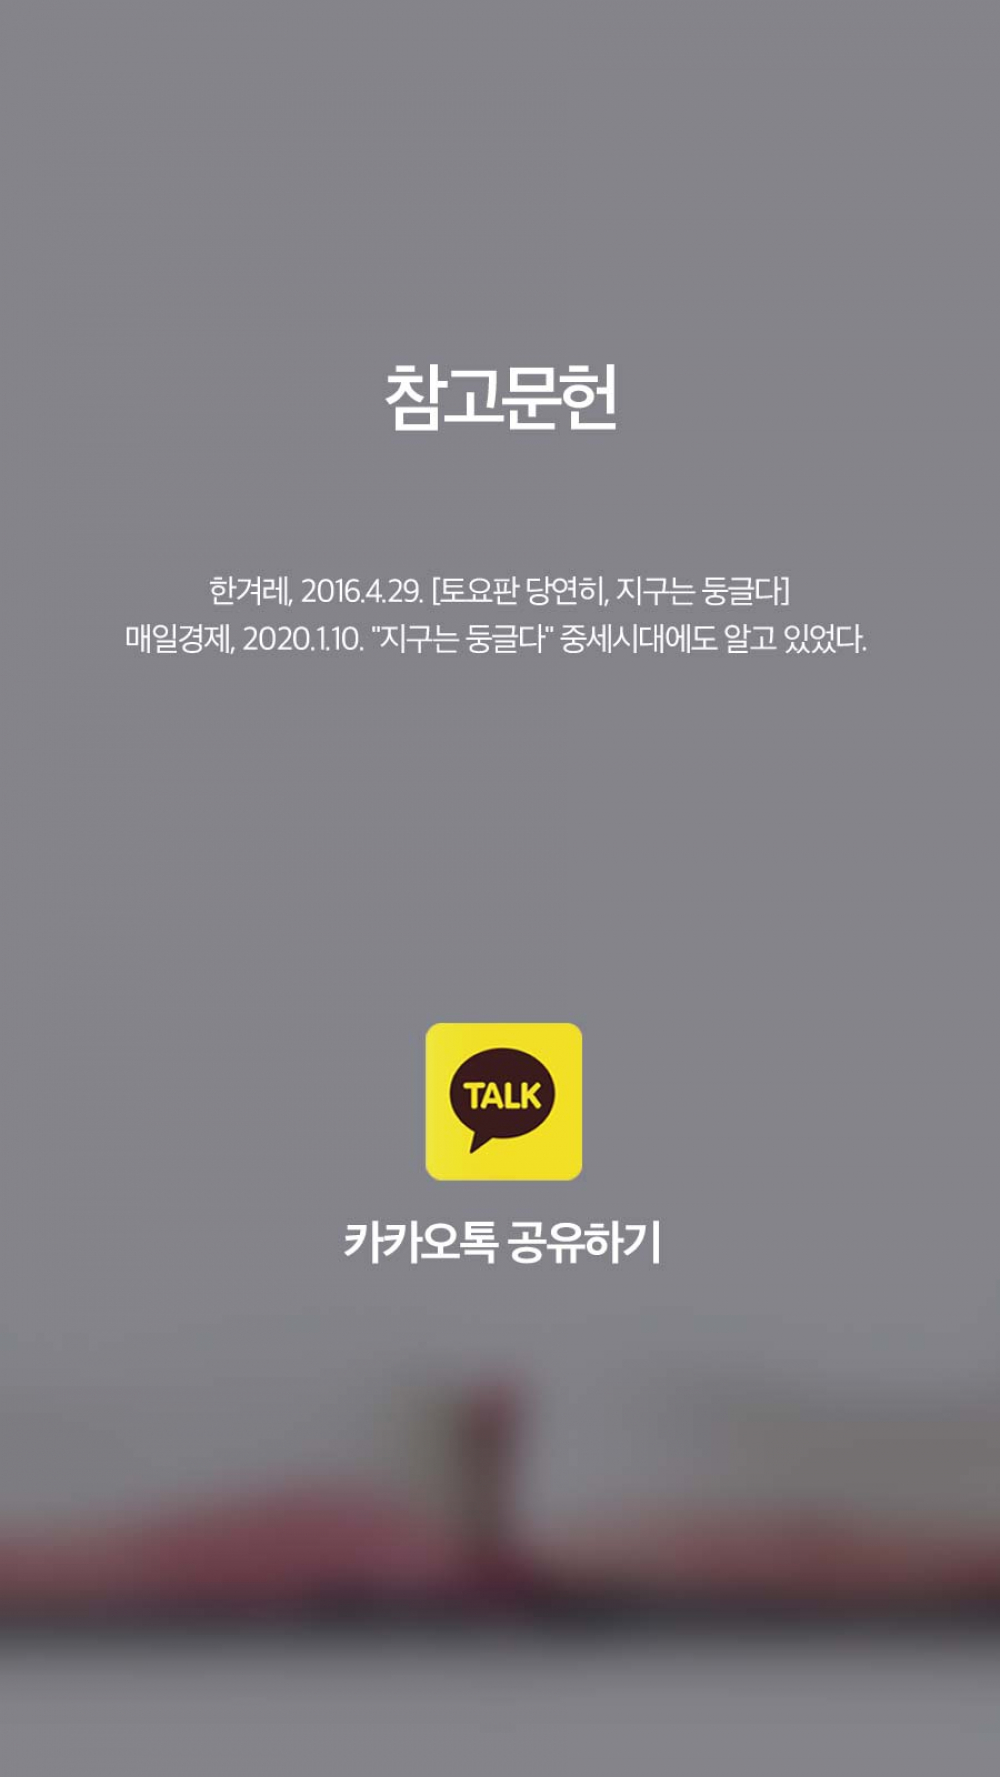 참고문헌
한겨레, 2016.4.29. [토요판 당연히, 지구는 둥글다]
매일경제, 2020.1.10. "지구는 둥글다" 중세시대에도 알고 있었다.
TALK
카카오톡 공유하기